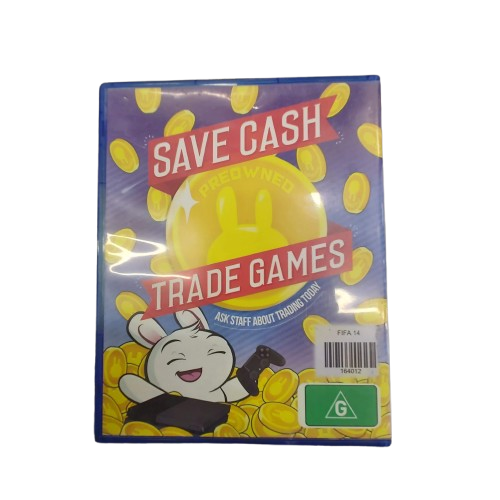 SAVE CASH
PREOWNED
TRADE GAMES
ASK STAFF ABOUT TRADING TODAY
FIFA 14
164012
G